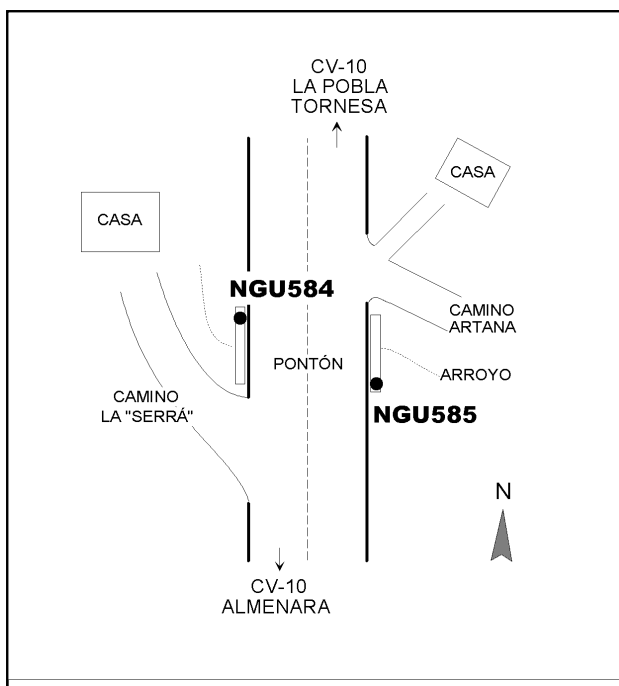 CV-10
LA POBLA
TORNESA
CASA
CASA
NGU584
CAMINO
ARTANA
PONTÓN
ARROYO
CAMINO
LA "SERRÁ"
NGU585
N
CV-10
ALMENARA